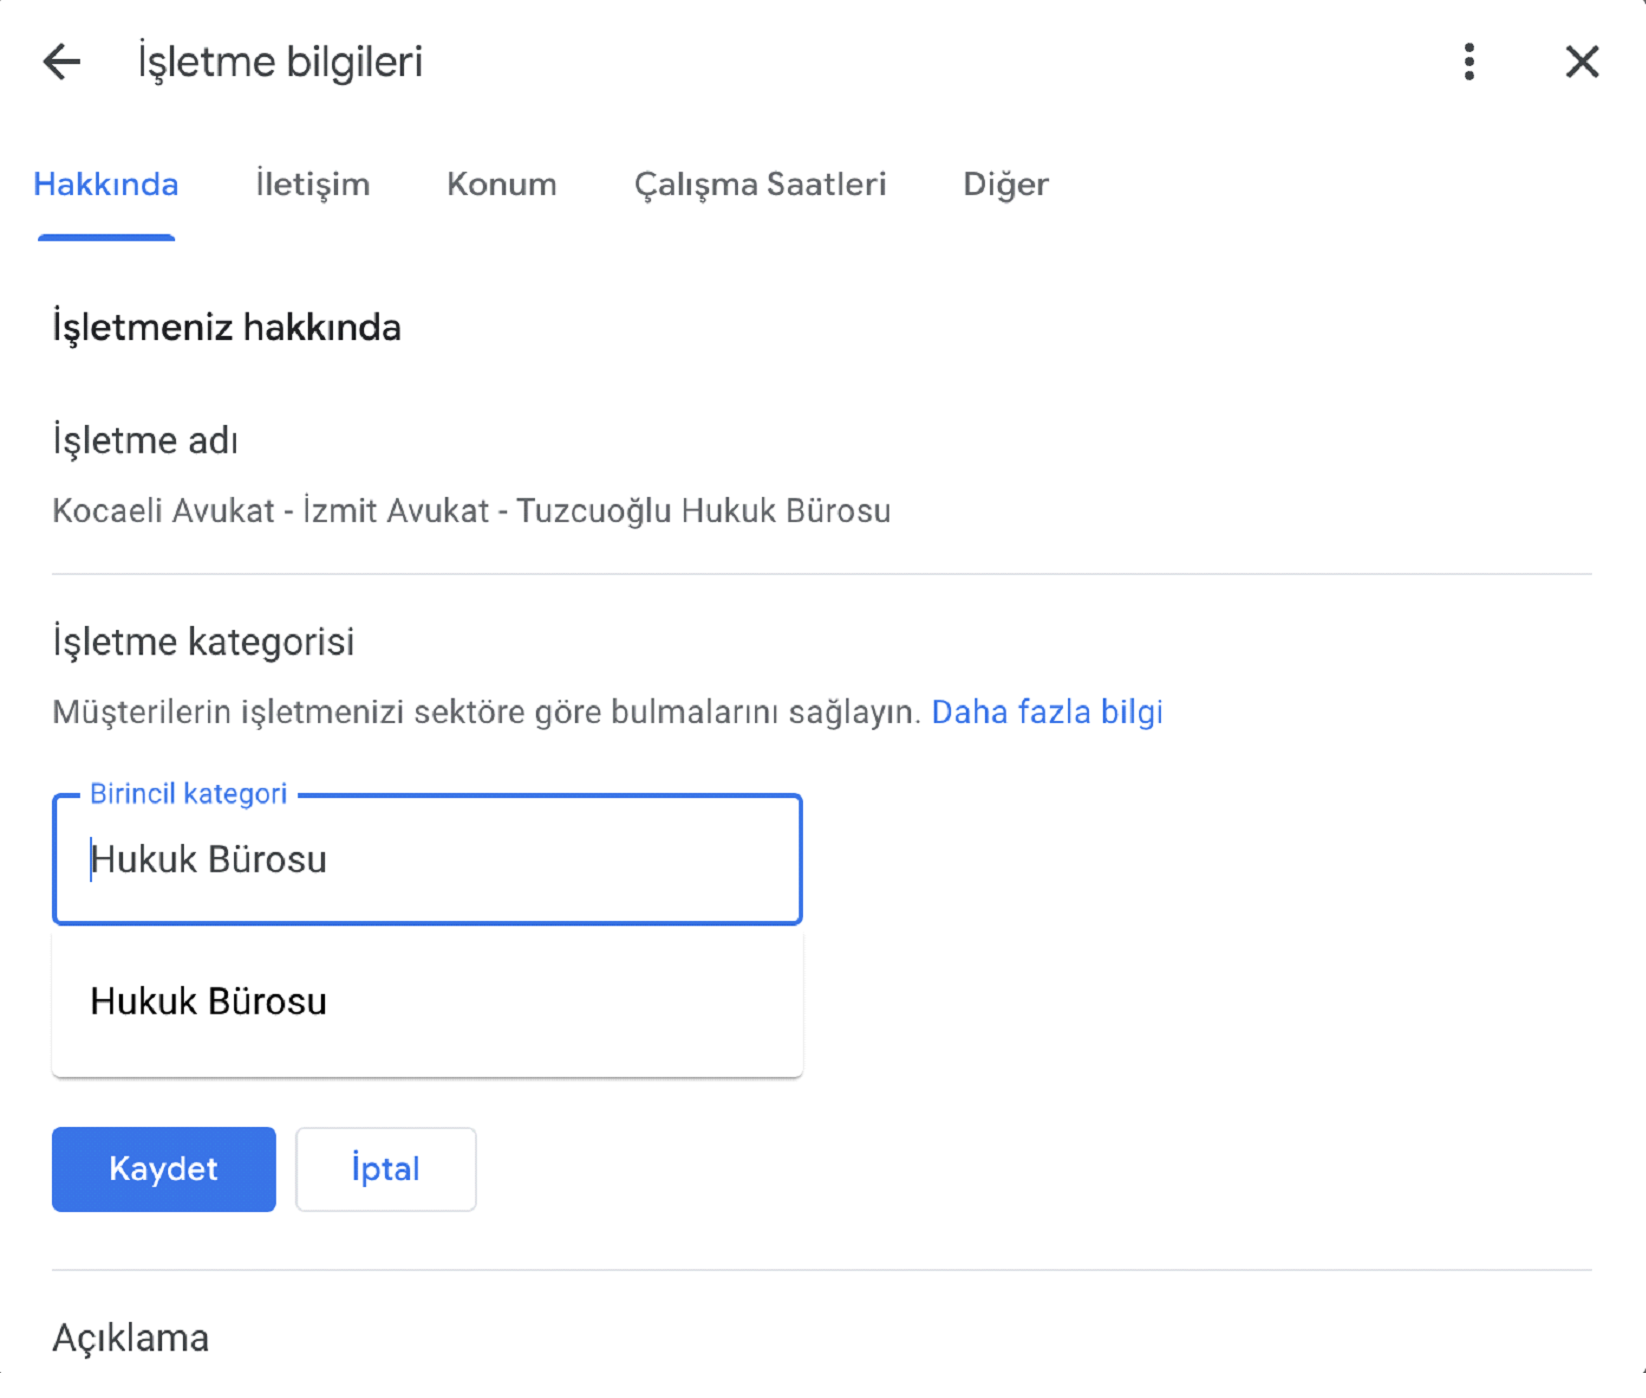 İşletme bilgileri
Hakkında İletişim Konum Çalışma Saatleri Diğer
İşletmeniz hakkında
İşletme adı
Kocaeli Avukat - İzmit Avukat - Tuzcuoğlu Hukuk Bürosu
İşletme kategorisi
Müşterilerin işletmenizi sektöre göre bulmalarını sağlayın. Daha fazla bilgi
Birincil kategori
Hukuk Bürosu
Hukuk Bürosu
Kaydet İptal
Açıklama